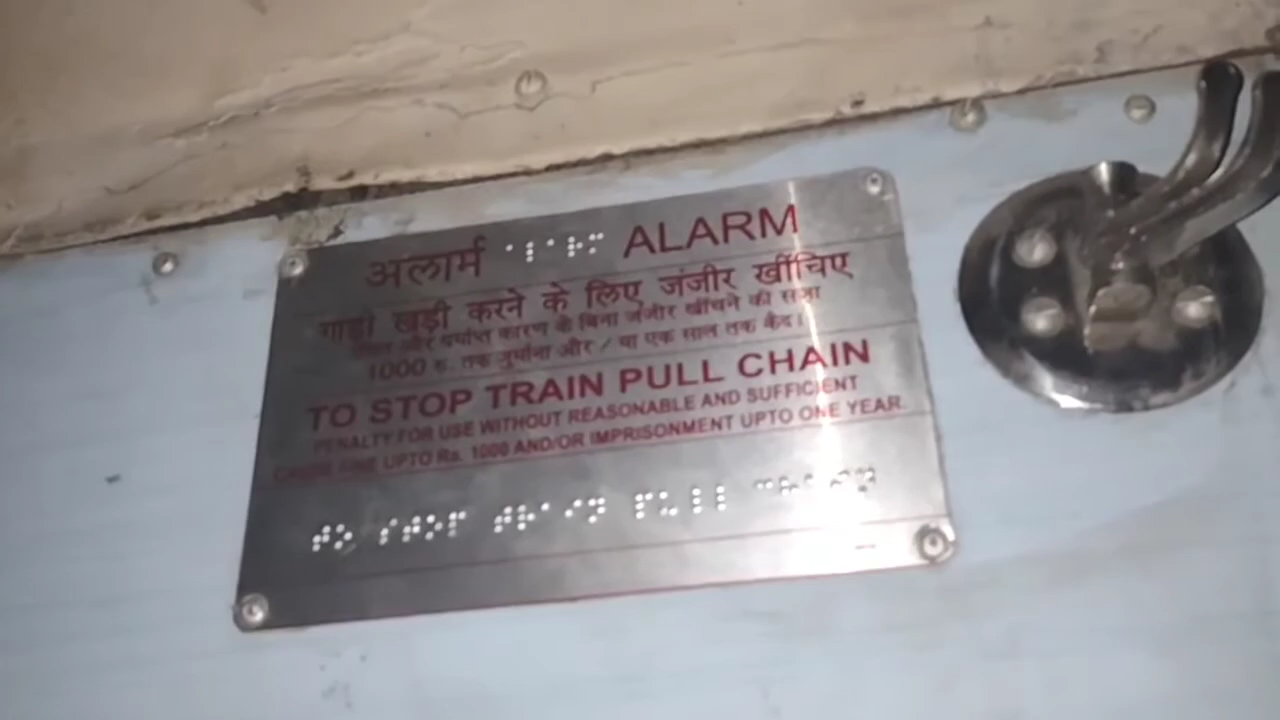 अलार्म ⠁⠇⠁⠗⠍ ALARM
गाड़ी खड़ी करने के लिए जंजीर खींचिए
और पर्याप्त कारण के बिना जंजीर खींचने की सजा
1000 रु. तक जुर्माना और / या एक साल तक कैद।
TO STOP TRAIN PULL CHAIN
PENALTY FOR USE WITHOUT REASONABLE AND SUFFICIENT
CAUSE FINE UPTO Rs. 1000 AND/OR IMPRISONMENT UPTO ONE YEAR.
⠞⠕ ⠎⠞⠕⠏ ⠞⠗⠁⠊⠝ ⠏⠥⠇⠇ ⠉⠓⠁⠊⠝